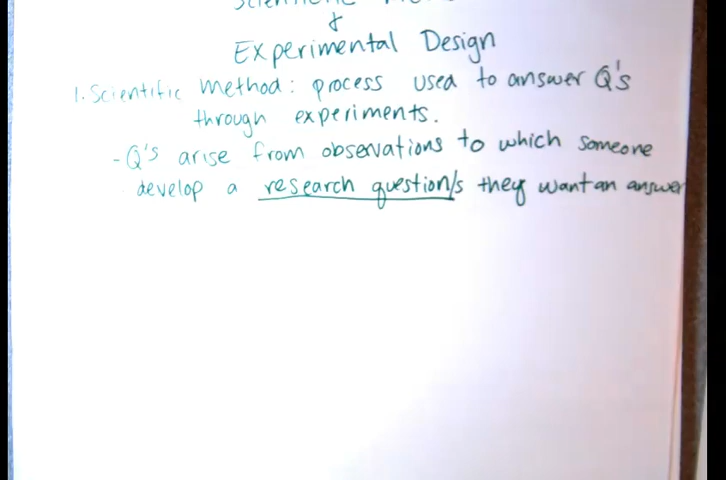 Scientific
&
Experimental Design
1. Scientific Method: process used to answer Q's
through experiments.
- Q's arise from observations to which someone
develop a research question/s they want an answer